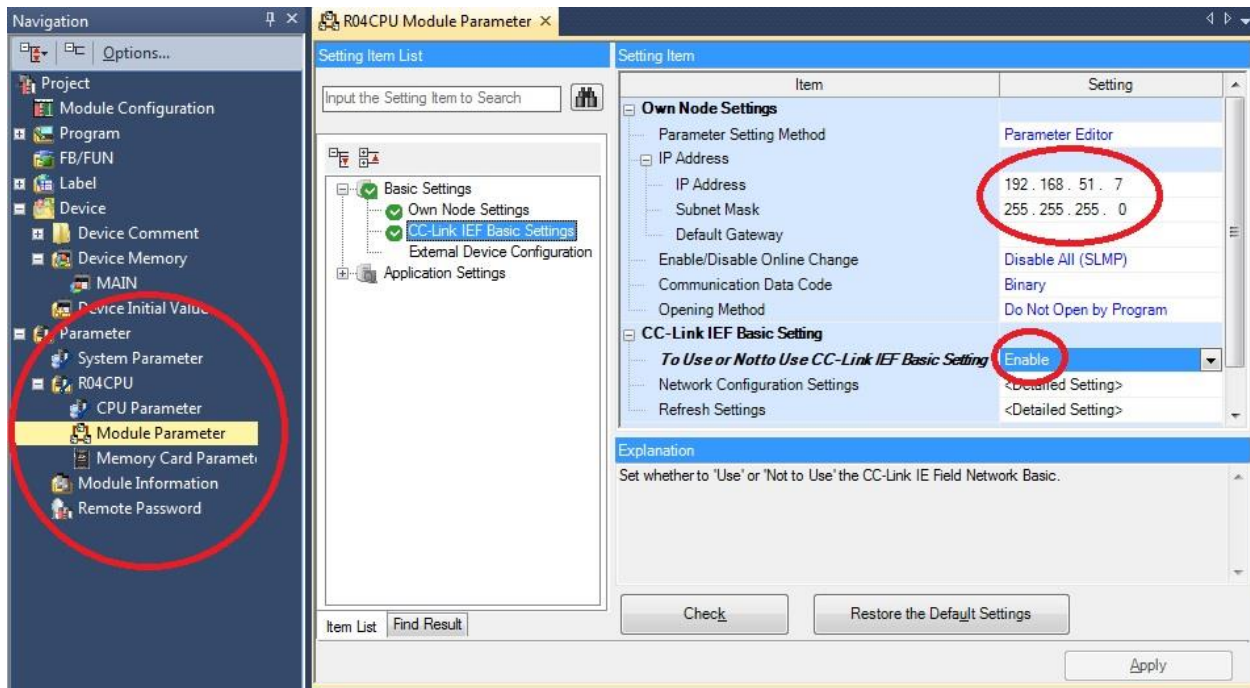 Navigation
Options...
Project
Module Configuration
Program
FB/FUN
Label
Device
Device Comment
Device Memory
MAIN
Device Initial Value
Parameter
System Parameter
R04CPU
CPU Parameter
Module Parameter
Memory Card Paramet
Module Information
Remote Password
R04CPU Module Parameter
Setting Item List
Input the Setting Item to Search
Basic Settings
Own Node Settings
CC-Link IEF Basic Settings
External Device Configuration
Application Settings
Item List Find Result
Setting Item
Item Setting
Own Node Settings
Parameter Setting Method Parameter Editor
IP Address
IP Address 192 . 168 . 51 . 7
Subnet Mask 255 . 255 . 255 . 0
Default Gateway . . .
Enable/Disable Online Change Disable All (SLMP)
Communication Data Code Binary
Opening Method Do Not Open by Program
CC-Link IEF Basic Setting
To Use or Notto Use CC-Link IEF Basic Setting Enable
Network Configuration Settings <Detailed Setting>
Refresh Settings <Detailed Setting>
Explanation
Set whether to 'Use' or 'Not to Use' the CC-Link IE Field Network Basic.
Check Restore the Default Settings
Apply